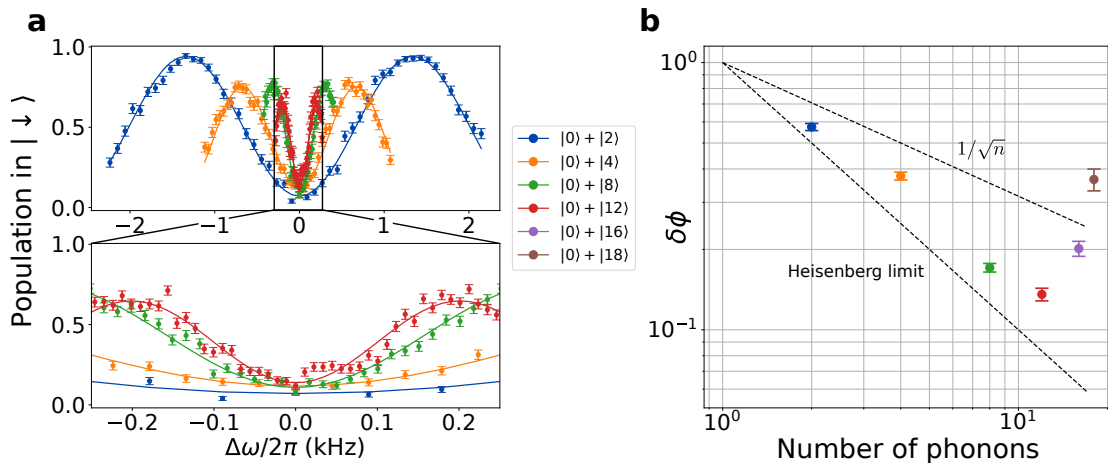 a
Population in | ↓ ⟩
1.0
0.5
0.0
−2
−1
0
1
2
1.0
0.5
0.0
−0.2
−0.1
0.0
0.1
0.2
Δω/2π (kHz)
|0⟩ + |2⟩
|0⟩ + |4⟩
|0⟩ + |8⟩
|0⟩ + |12⟩
|0⟩ + |16⟩
|0⟩ + |18⟩
b
δϕ
10⁰
10⁻¹
1/√n
Heisenberg limit
10⁰
10¹
Number of phonons